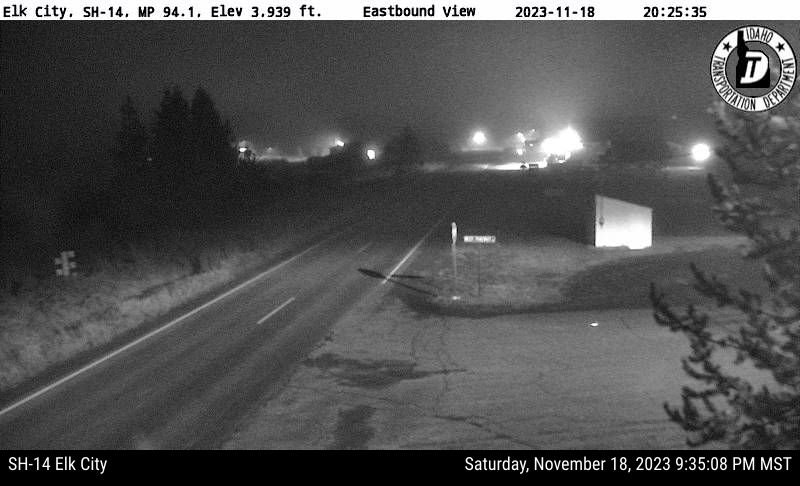 Elk City, SH-14, MP 94.1, Elev 3,939 ft. Eastbound View 2023-11-18 20:25:35
IDAHO
TRANSPORTATION DEPARTMENT
SH-14 Elk City
Saturday, November 18, 2023 9:35:08 PM MST